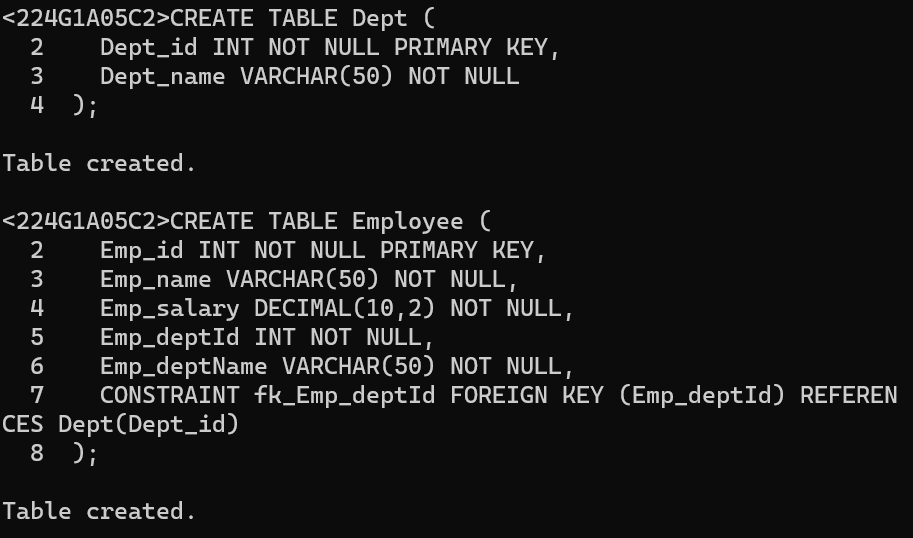 <224G1A05C2>CREATE TABLE Dept (
  2    Dept_id INT NOT NULL PRIMARY KEY,
  3    Dept_name VARCHAR(50) NOT NULL
  4  );
Table created.
<224G1A05C2>CREATE TABLE Employee (
  2    Emp_id INT NOT NULL PRIMARY KEY,
  3    Emp_name VARCHAR(50) NOT NULL,
  4    Emp_salary DECIMAL(10,2) NOT NULL,
  5    Emp_deptId INT NOT NULL,
  6    Emp_deptName VARCHAR(50) NOT NULL,
  7    CONSTRAINT fk_Emp_deptId FOREIGN KEY (Emp_deptId) REFEREN
CES Dept(Dept_id)
  8  );
Table created.